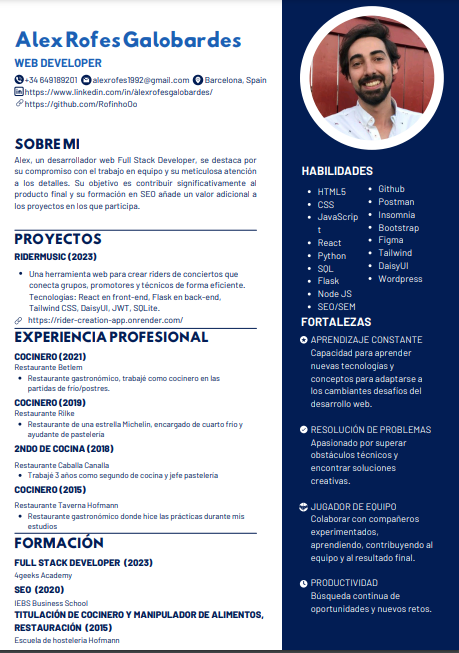 Alex Rofes Galobardes
WEB DEVELOPER
+34 649189201 alexrofes1992@gmail.com Barcelona, Spain
https://www.linkedin.com/in/àlexrofesgalobardes/
https://github.com/Rofinho0o
SOBRE MI
Alex, un desarrollador web Full Stack Developer, se destaca por
su compromiso con el trabajo en equipo y su meticulosa atención
a los detalles. Su objetivo es contribuir significativamente al
producto final y su formación en SEO añade un valor adicional a
los proyectos en los que participa.
PROYECTOS
RIDERMUSIC (2023)
Una herramienta web para crear riders de conciertos que
conecta grupos, promotores y técnicos de forma eficiente.
Tecnologías: React en front-end, Flask en back-end,
Tailwind CSS, DaisyUI, JWT, SQLite.
https://rider-creation-app.onrender.com/
EXPERIENCIA PROFESIONAL
COCINERO (2021)
Restaurante Betlem
Restaurante gastronómico, trabajé como cocinero en las
partidas de frío/postres.
COCINERO (2019)
Restaurante Rilke
Restaurante de una estrella Michelin, encargado de cuarto frío y
ayudante de pastelería
2NDO DE COCINA (2018)
Restaurante Caballa Canalla
Trabajé 3 años como segundo de cocina y jefe pastelería
COCINERO (2015)
Restaurante Taverna Hofmann
Restaurante gastronómico donde hice las prácticas durante mis
estudios
FORMACIÓN
FULL STACK DEVELOPER (2023)
4geeks Academy
SEO (2020)
IEBS Business School
TITULACIÓN DE COCINERO Y MANIPULADOR DE ALIMENTOS,
RESTAURACIÓN (2015)
Escuela de hostelería Hofmann
HABILIDADES
HTML5
CSS
JavaScrip
t
React
Python
SQL
Flask
Node JS
SEO/SEM
Github
Postman
Insomnia
Bootstrap
Figma
Tailwind
DaisyUI
Wordpress
FORTALEZAS
APRENDIZAJE CONSTANTE
Capacidad para aprender
nuevas tecnologías y
conceptos para adaptarse a
los cambiantes desafíos del
desarrollo web.
RESOLUCIÓN DE PROBLEMAS
Apasionado por superar
obstáculos técnicos y
encontrar soluciones
creativas.
JUGADOR DE EQUIPO
Colaborar con compañeros
experimentados,
aprendiendo, contribuyendo al
equipo y al resultado final.
PRODUCTIVIDAD
Búsqueda continua de
oportunidades y nuevos retos.